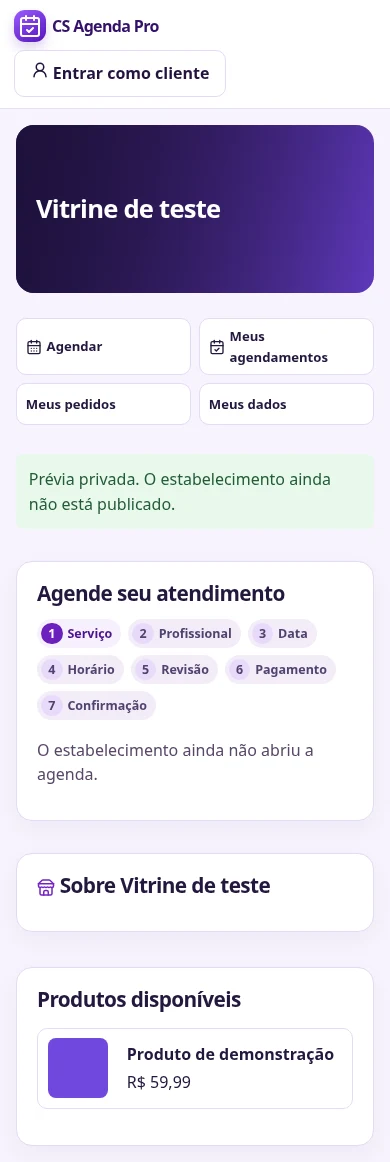 CS Agenda Pro
Entrar como cliente
Vitrine de teste
Agendar
Meus
agendamentos
Meus pedidos
Meus dados
Prévia privada. O estabelecimento ainda
não está publicado.
Agende seu atendimento
1 Serviço
2 Profissional
3 Data
4 Horário
5 Revisão
6 Pagamento
7 Confirmação
O estabelecimento ainda não abriu a
agenda.
Sobre Vitrine de teste
Produtos disponíveis
Produto de demonstração
R$ 59,99